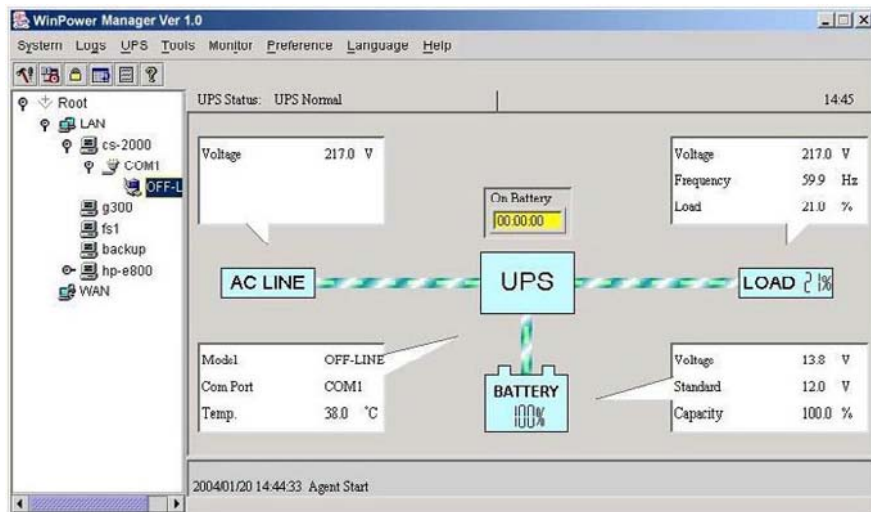 WinPower Manager Ver 1.0
System Logs UPS Tools Monitor Preference Language Help
Root
LAN
cs-2000
COM1
OFF-L
g300
fs1
backup
hp-e800
WAN
UPS Status: UPS Normal 14:45
Voltage 217.0 V
On Battery
00:00:00
Voltage 217.0 V
Frequency 59.9 Hz
Load 21.0 %
AC LINE
UPS
LOAD 21%
Model OFF-LINE
Com Port COM1
Temp. 38.0 °C
BATTERY
100%
Voltage 13.8 V
Standard 12.0 V
Capacity 100.0 %
2004/01/20 14:44:33 Agent Start